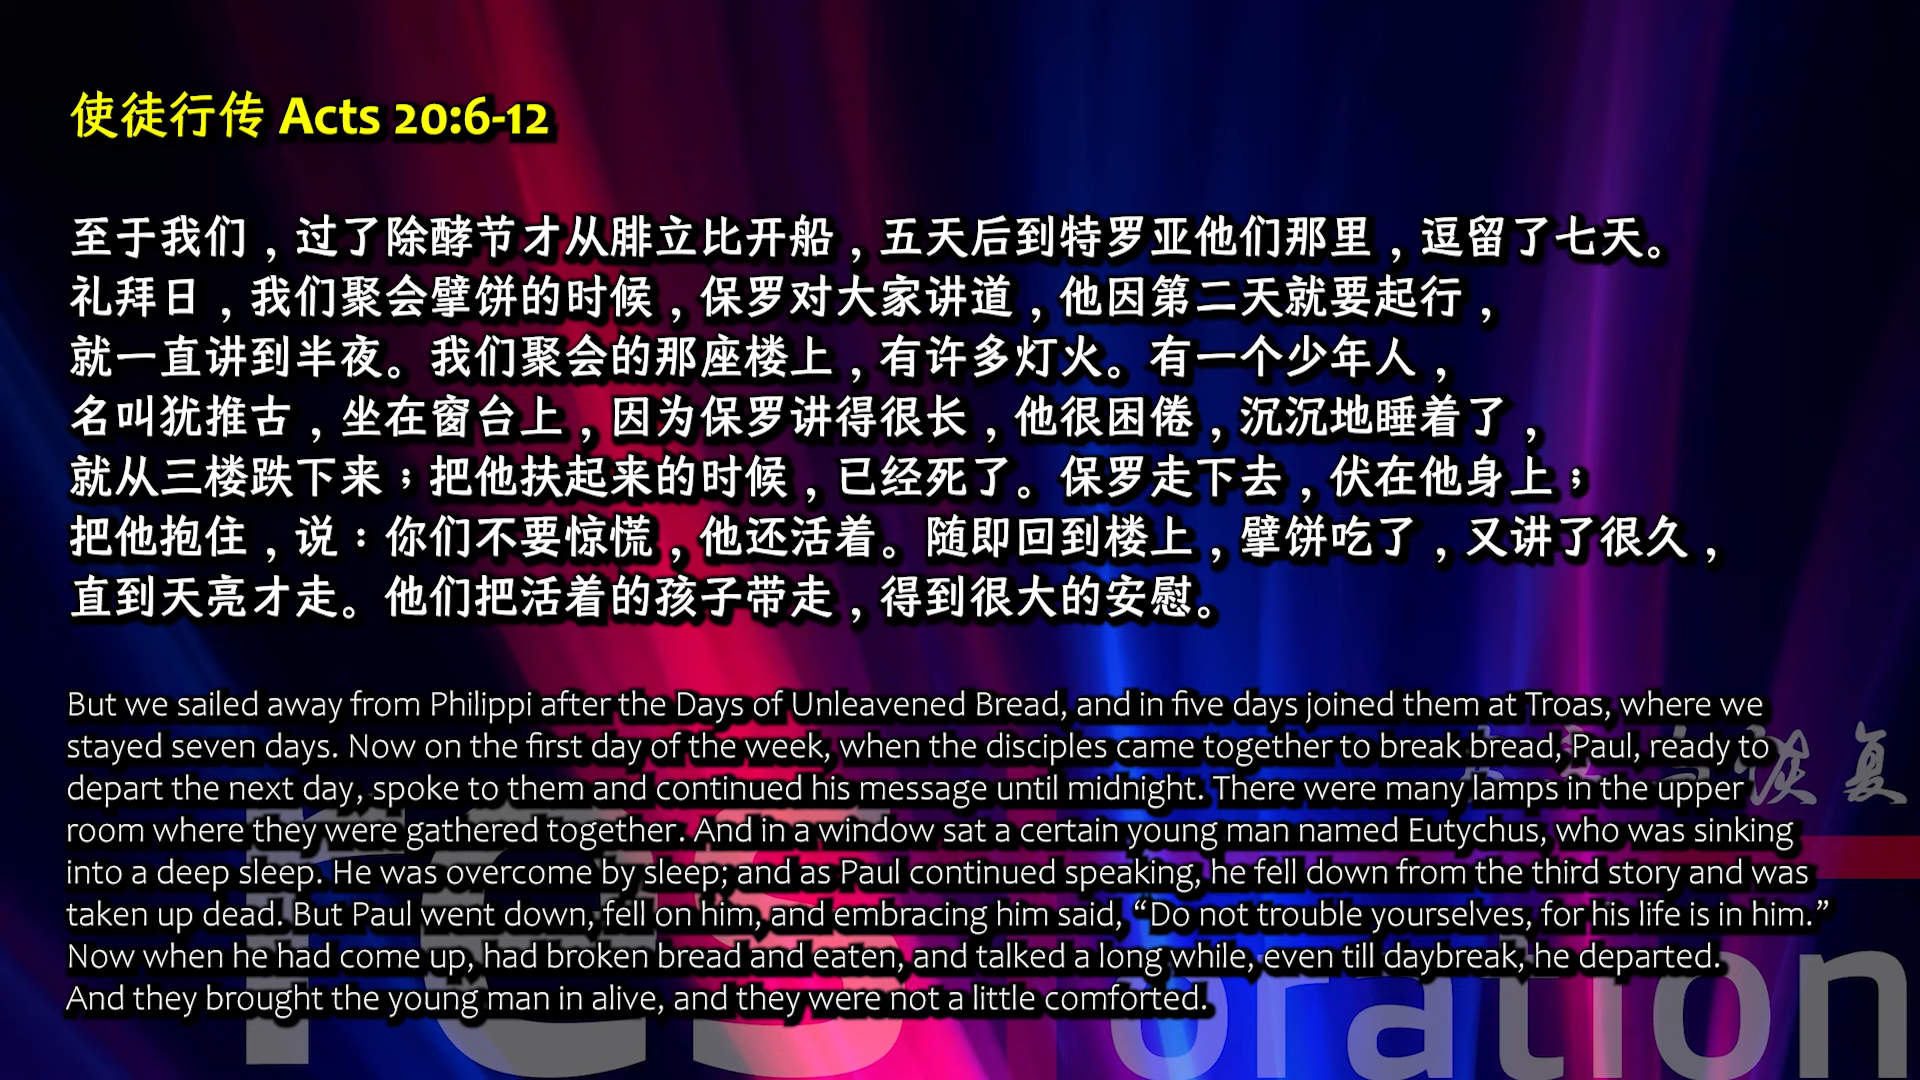 使徒行传 Acts 20:6-12
至于我们，过了除酵节才从腓立比开船，五天后到特罗亚他们那里，逗留了七天。
礼拜日，我们聚会擘饼的时候，保罗对大家讲道，他因第二天就要起行，
就一直讲到半夜。我们聚会的那座楼上，有许多灯火。有一个少年人，
名叫犹推古，坐在窗台上，因为保罗讲得很长，他很困倦，沉沉地睡着了，
就从三楼跌下来；把他扶起来的时候，已经死了。保罗走下去，伏在他身上；
把他抱住，说：你们不要惊慌，他还活着。随即回到楼上，擘饼吃了，又讲了很久，
直到天亮才走。他们把活着的孩子带走，得到很大的安慰。
But we sailed away from Philippi after the Days of Unleavened Bread, and in five days joined them at Troas, where we
stayed seven days. Now on the first day of the week, when the disciples came together to break bread, Paul, ready to
depart the next day, spoke to them and continued his message until midnight. There were many lamps in the upper
room where they were gathered together. And in a window sat a certain young man named Eutychus, who was sinking
into a deep sleep. He was overcome by sleep; and as Paul continued speaking, he fell down from the third story and was
taken up dead. But Paul went down, fell on him, and embracing him said, “Do not trouble yourselves, for his life is in him.”
Now when he had come up, had broken bread and eaten, and talked a long while, even till daybreak, he departed.
And they brought the young man in alive, and they were not a little comforted.
恢复
res oration